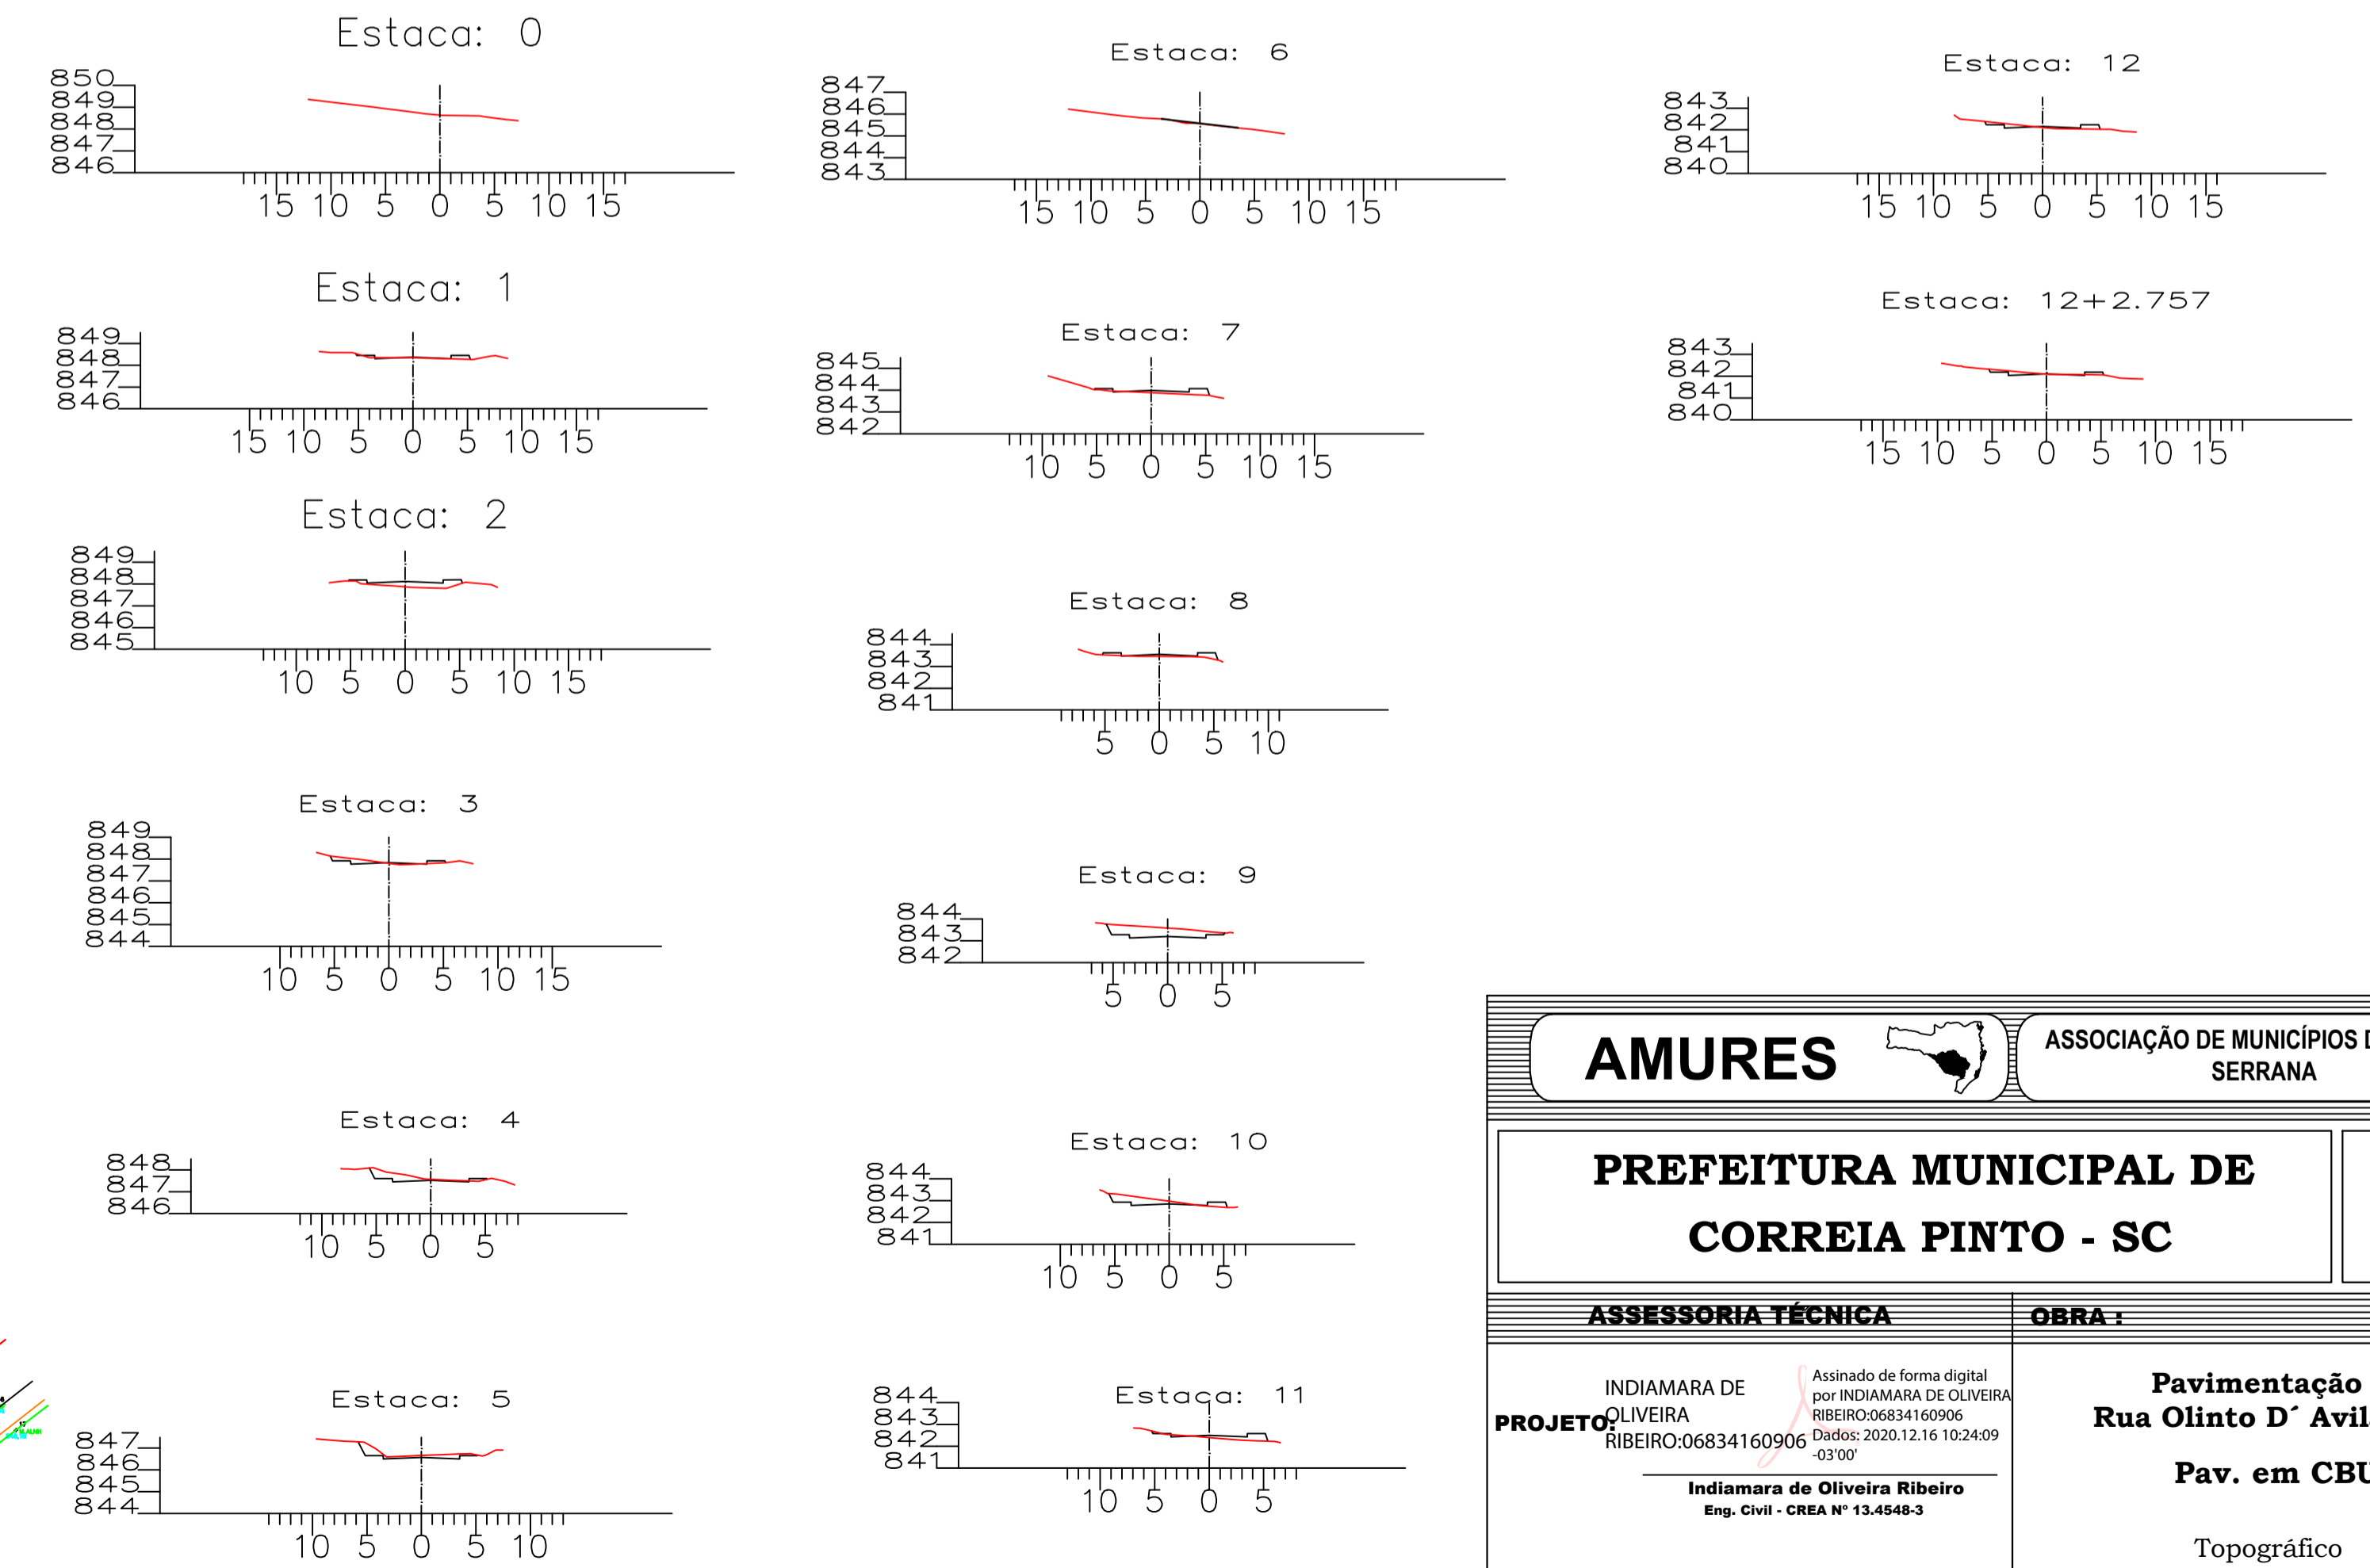 Estaca: 0
850
849
848
847
846
15 10 5 0 5 10 15
Estaca: 1
849
848
847
846
15 10 5 0 5 10 15
Estaca: 2
849
848
847
846
845
10 5 0 5 10 15
Estaca: 3
849
848
847
846
845
844
10 5 0 5 10 15
Estaca: 4
848
847
846
10 5 0 5
Estaca: 5
847
846
845
844
10 5 0 5 10
Estaca: 6
847
846
845
844
843
15 10 5 0 5 10 15
Estaca: 7
845
844
843
842
10 5 0 5 10 15
Estaca: 8
844
843
842
841
5 0 5 10
Estaca: 9
844
843
842
5 0 5
Estaca: 10
844
843
842
841
10 5 0 5
Estaca: 11
844
843
842
841
10 5 0 5
Estaca: 12
843
842
841
840
15 10 5 0 5 10 15
Estaca: 12+2.757
843
842
841
840
15 10 5 0 5 10 15
AMURES
ASSOCIAÇÃO DE MUNICÍPIOS
SERRANA
PREFEITURA MUNICIPAL DE
CORREIA PINTO - SC
ASSESSORIA TÉCNICA
OBRA :
PROJETO:
INDIAMARA DE
OLIVEIRA
RIBEIRO:06834160906
Assinado de forma digital
por INDIAMARA DE OLIVEIRA
RIBEIRO:06834160906
Dados: 2020.12.16 10:24:09
-03'00'
Indiamara de Oliveira Ribeiro
Eng. Civil - CREA Nº 13.4548-3
Pavimentação
Rua Olinto D´ Avil
Pav. em CBU
Topográfico